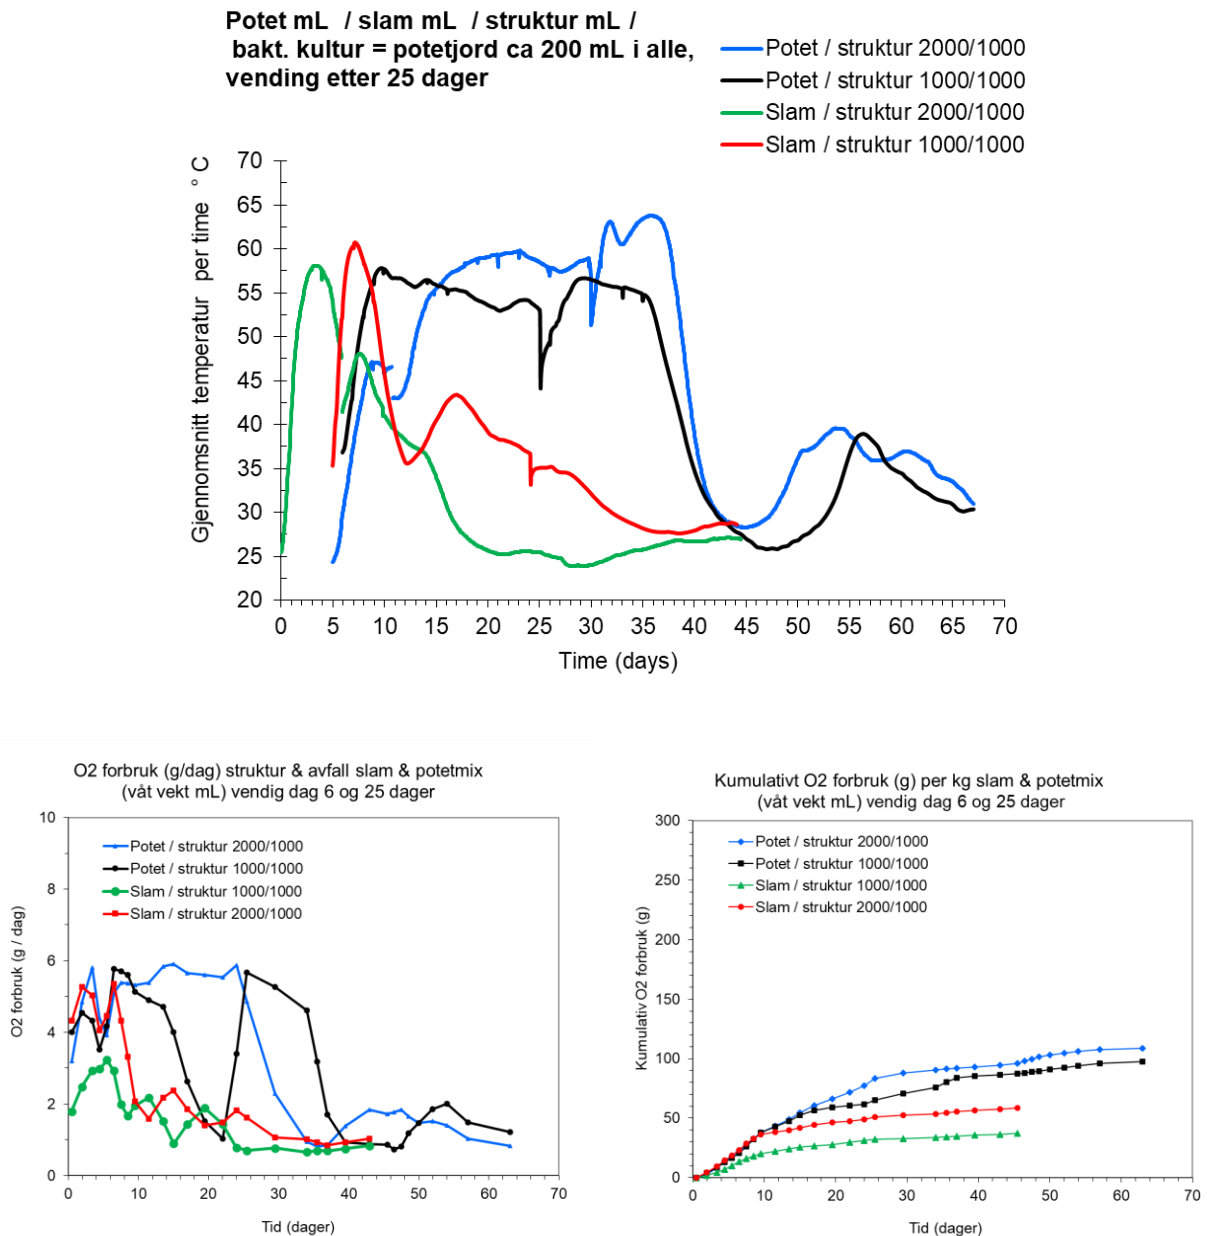 Potet mL / slam mL / struktur mL /
bakt. kultur = potetjord ca 200 mL i alle,
vending etter 25 dager
Potet / struktur 2000/1000
Potet / struktur 1000/1000
Slam / struktur 2000/1000
Slam / struktur 1000/1000
Gjennomsnitt temperatur per time ° C
70
65
60
55
50
45
40
35
30
25
20
0 5 10 15 20 25 30 35 40 45 50 55 60 65 70
Time (days)
O2 forbruk (g/dag) struktur & avfall slam & potetmix
(våt vekt mL) vendig dag 6 og 25 dager
Potet / struktur 2000/1000
Potet / struktur 1000/1000
Slam / struktur 1000/1000
Slam / struktur 2000/1000
O2 forbruk (g / dag)
10
8
6
4
2
0
0 10 20 30 40 50 60 70
Tid (dager)
Kumulativt O2 forbruk (g) per kg slam & potetmix
(våt vekt mL) vendig dag 6 og 25 dager
Potet / struktur 2000/1000
Potet / struktur 1000/1000
Slam / struktur 1000/1000
Slam / struktur 2000/1000
Kumulativ O2 forbruk (g)
300
250
200
150
100
50
0
0 10 20 30 40 50 60 70
Tid (dager)